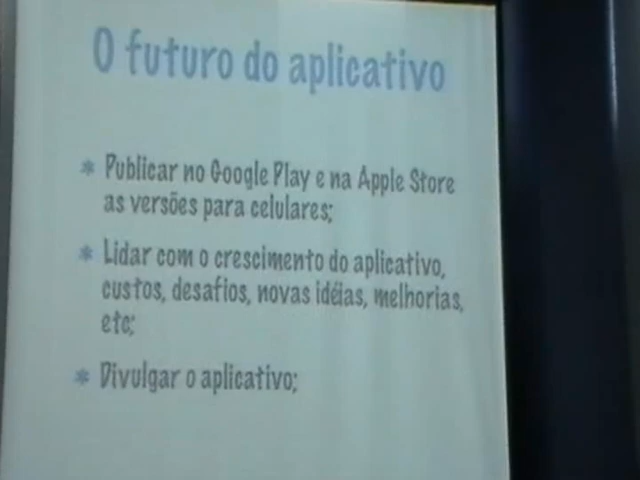 O futuro do aplicativo
* Publicar no Google Play e na Apple Store
as versões para celulares;
* Lidar com o crescimento do aplicativo,
custos, desafios, novas idéias, melhorias,
etc;
* Divulgar o aplicativo;